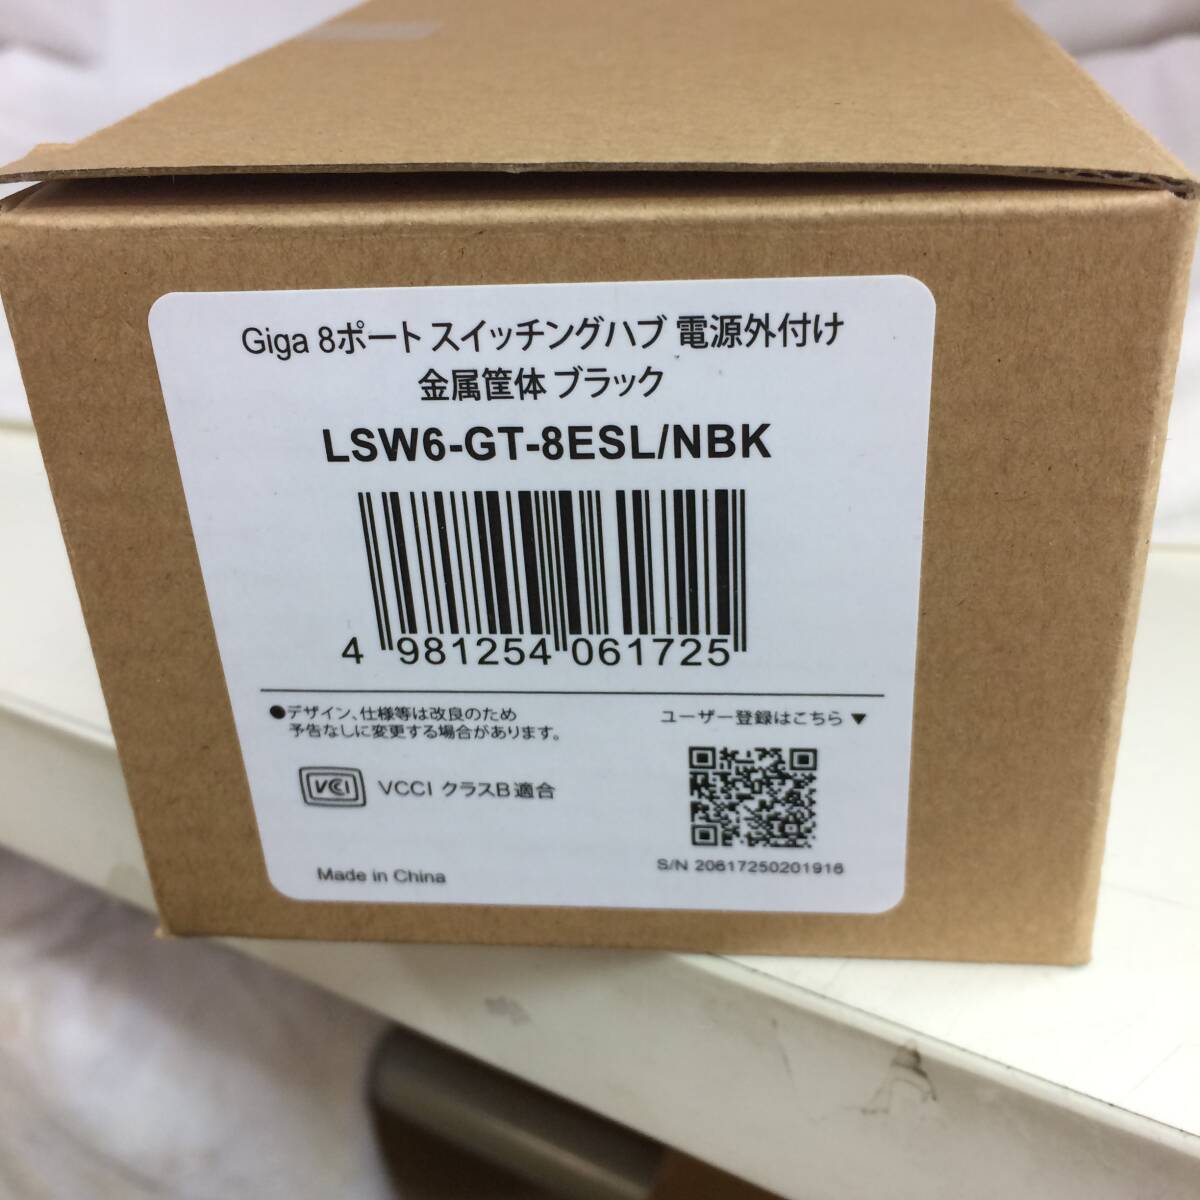 Giga 8ポート スイッチングハブ 電源外付け
金属筐体 ブラック
LSW6-GT-8ESL/NBK
4 981254 061725
●デザイン、仕様等は改良のため
予告なしに変更する場合があります。
ユーザー登録はこちら▼
VCCI
VCCI クラスB適合
S/N 20617250201916
Made in China